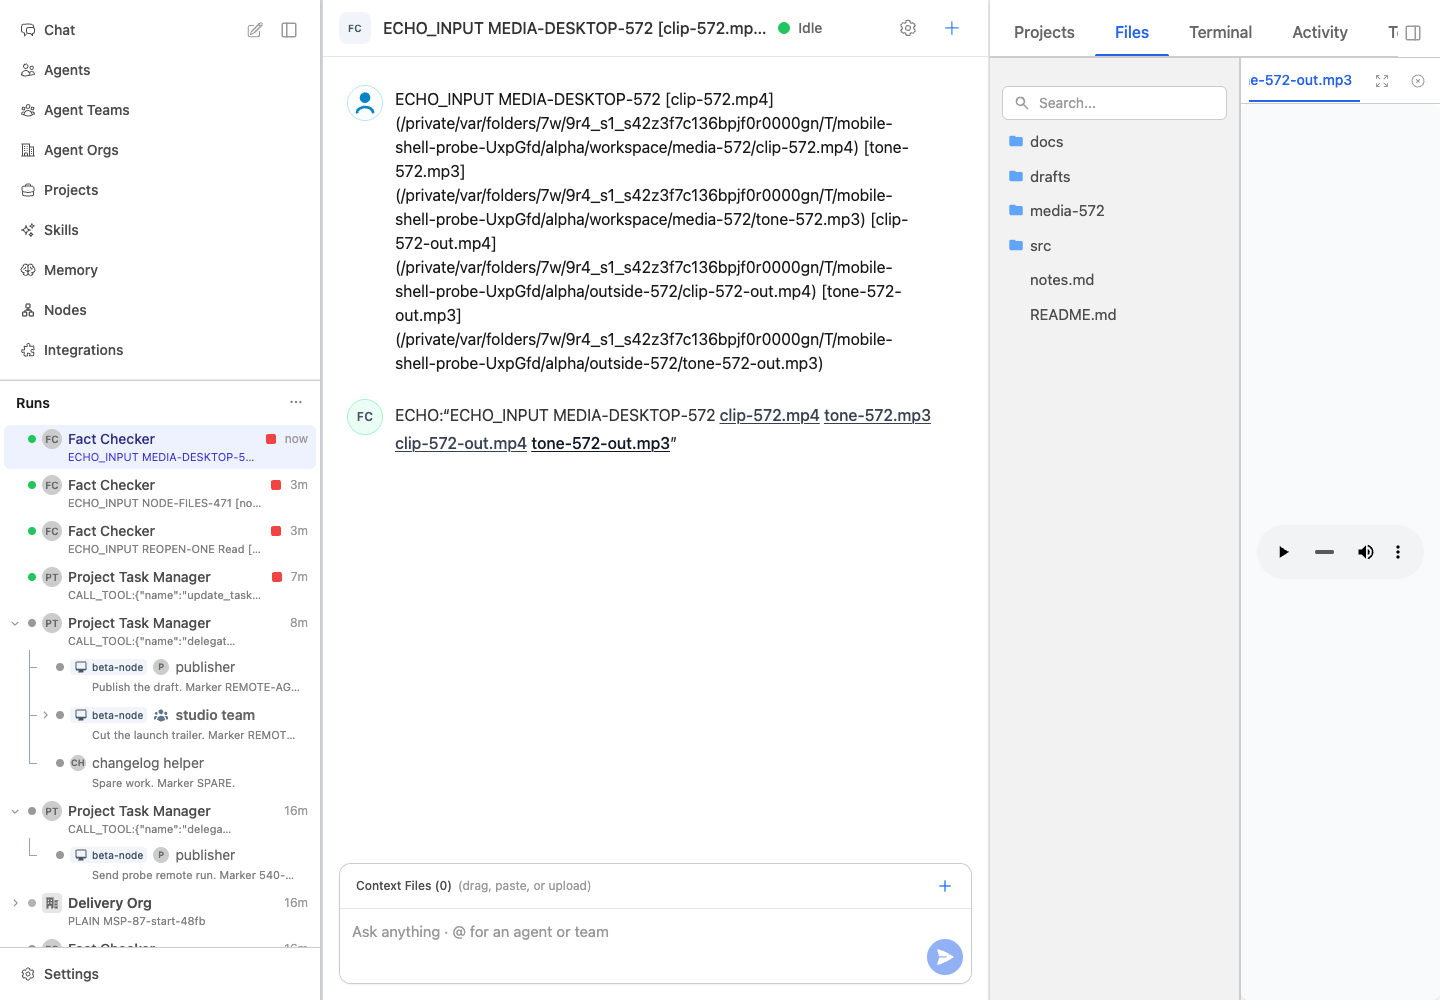 Chat
Agents
Agent Teams
Agent Orgs
Projects
Skills
Memory
Nodes
Integrations
Runs
FC Fact Checker now
ECHO_INPUT MEDIA-DESKTOP-5...
FC Fact Checker 3m
ECHO_INPUT NODE-FILES-471 [no...
FC Fact Checker 3m
ECHO_INPUT REOPEN-ONE Read [...
PT Project Task Manager 7m
CALL_TOOL:{"name":"update_task...
PT Project Task Manager 8m
CALL_TOOL:{"name":"delegat...
beta-node P publisher
Publish the draft. Marker REMOTE-AG...
beta-node studio team
Cut the launch trailer. Marker REMOT...
CH changelog helper
Spare work. Marker SPARE.
PT Project Task Manager 16m
CALL_TOOL:{"name":"delega...
beta-node P publisher
Send probe remote run. Marker 540-...
Delivery Org 16m
PLAIN MSP-87-start-48fb
FC Fact Checker 16m
Settings
FC ECHO_INPUT MEDIA-DESKTOP-572 [clip-572.mp... Idle
ECHO_INPUT MEDIA-DESKTOP-572 [clip-572.mp4]
(/private/var/folders/7w/9r4_s1_s42z3f7c136bpjf0r0000gn/T/mobile-
shell-probe-UxpGfd/alpha/workspace/media-572/clip-572.mp4) [tone-
572.mp3]
(/private/var/folders/7w/9r4_s1_s42z3f7c136bpjf0r0000gn/T/mobile-
shell-probe-UxpGfd/alpha/workspace/media-572/tone-572.mp3) [clip-
572-out.mp4]
(/private/var/folders/7w/9r4_s1_s42z3f7c136bpjf0r0000gn/T/mobile-
shell-probe-UxpGfd/alpha/outside-572/clip-572-out.mp4) [tone-572-
out.mp3]
(/private/var/folders/7w/9r4_s1_s42z3f7c136bpjf0r0000gn/T/mobile-
shell-probe-UxpGfd/alpha/outside-572/tone-572-out.mp3)
FC ECHO:“ECHO_INPUT MEDIA-DESKTOP-572 clip-572.mp4 tone-572.mp3
clip-572-out.mp4 tone-572-out.mp3”
Context Files (0) (drag, paste, or upload)
Ask anything · @ for an agent or team
Projects Files Terminal Activity
Search...
docs
drafts
media-572
src
notes.md
README.md
ne-572-out.mp3